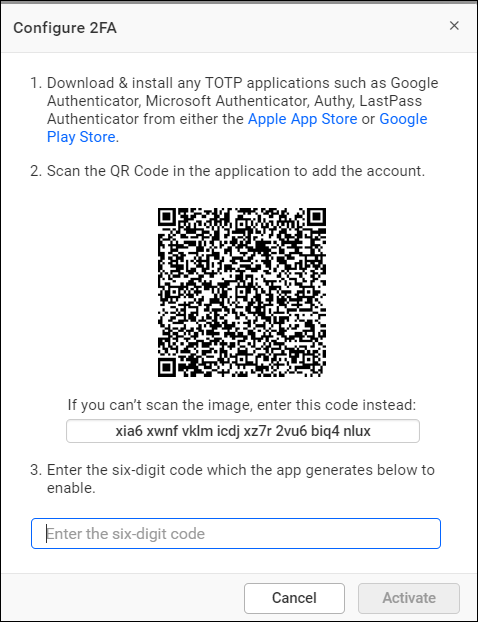 Configure 2FA
1. Download & install any TOTP applications such as Google
Authenticator, Microsoft Authenticator, Authy, LastPass
Authenticator from either the Apple App Store or Google
Play Store.
2. Scan the QR Code in the application to add the account.
If you can't scan the image, enter this code instead:
xia6 xwnf vklm icdj xz7r 2vu6 biq4 nlux
3. Enter the six-digit code which the app generates below to
enable.
Enter the six-digit code
Cancel
Activate